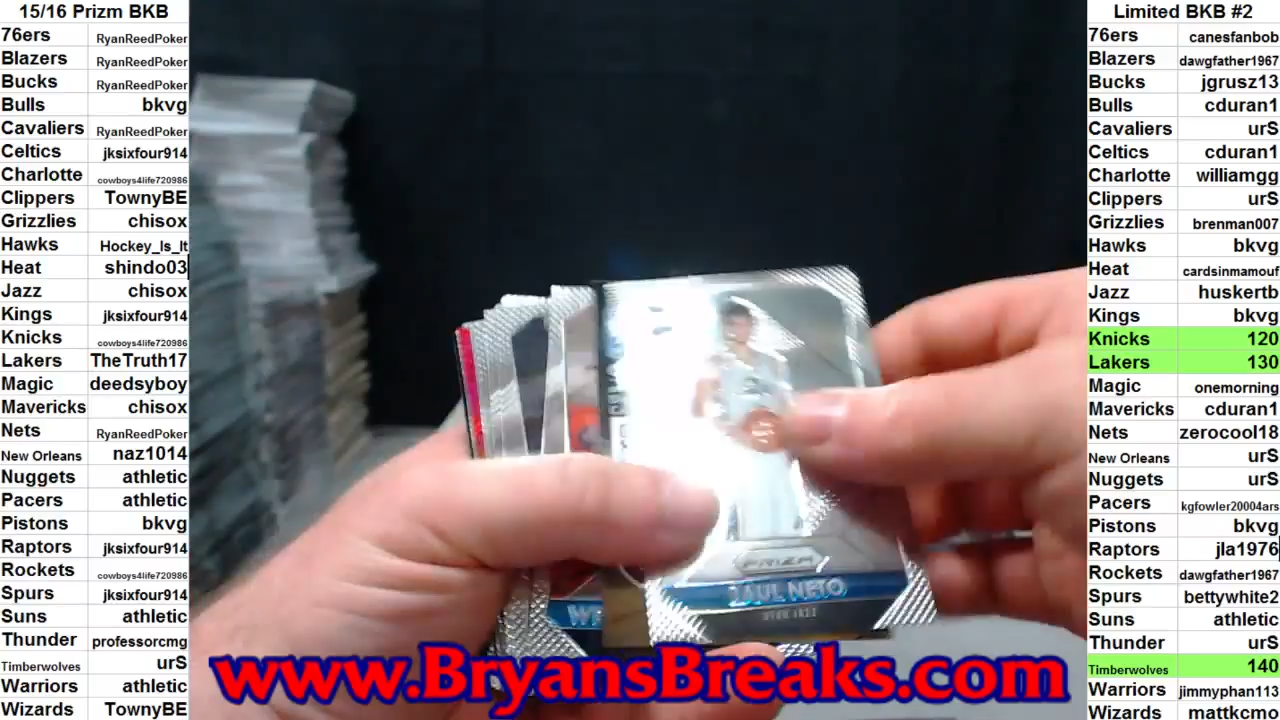 15/16 Prizm BKB
76ers RyanReedPoker
Blazers RyanReedPoker
Bucks RyanReedPoker
Bulls bkvg
Cavaliers RyanReedPoker
Celtics jksixfour914
Charlotte cowboys4life720986
Clippers TownyBE
Grizzlies chisox
Hawks Hockey_Is_It
Heat shindo03
Jazz chisox
Kings jksixfour914
Knicks cowboys4life720986
Lakers TheTruth17
Magic deedsyboy
Mavericks chisox
Nets RyanReedPoker
New Orleans naz1014
Nuggets athletic
Pacers athletic
Pistons bkvg
Raptors jksixfour914
Rockets cowboys4life720986
Spurs jksixfour914
Suns athletic
Thunder professorcmg
Timberwolves urS
Warriors athletic
Wizards TownyBE
PRIZM
RAUL NETO
UTAH JAZZ
www.BryansBreaks.com
Limited BKB #2
76ers canesfanbob
Blazers dawgfather1967
Bucks jgrusz13
Bulls cduran1
Cavaliers urS
Celtics cduran1
Charlotte williamgg
Clippers urS
Grizzlies brenman007
Hawks bkvg
Heat cardsinmamouf
Jazz huskertb
Kings bkvg
Knicks 120
Lakers 130
Magic onemorning
Mavericks cduran1
Nets zerocool18
New Orleans urS
Nuggets urS
Pacers kgfowler20004ars
Pistons bkvg
Raptors jla1976
Rockets dawgfather1967
Spurs bettywhite2
Suns athletic
Thunder urS
Timberwolves 140
Warriors jimmyphan113
Wizards mattkcmo